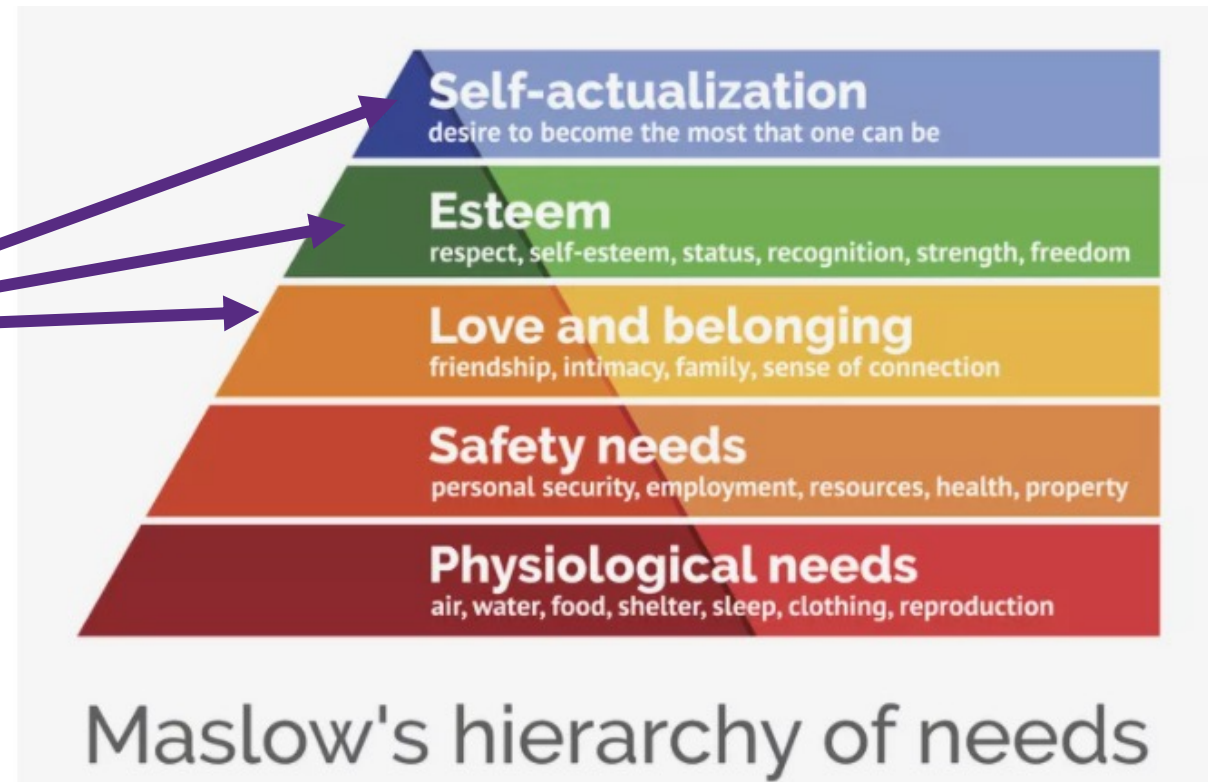 Self-actualization
desire to become the most that one can be
Esteem
respect, self-esteem, status, recognition, strength, freedom
Love and belonging
friendship, intimacy, family, sense of connection
Safety needs
personal security, employment, resources, health, property
Physiological needs
air, water, food, shelter, sleep, clothing, reproduction
Maslow's hierarchy of needs